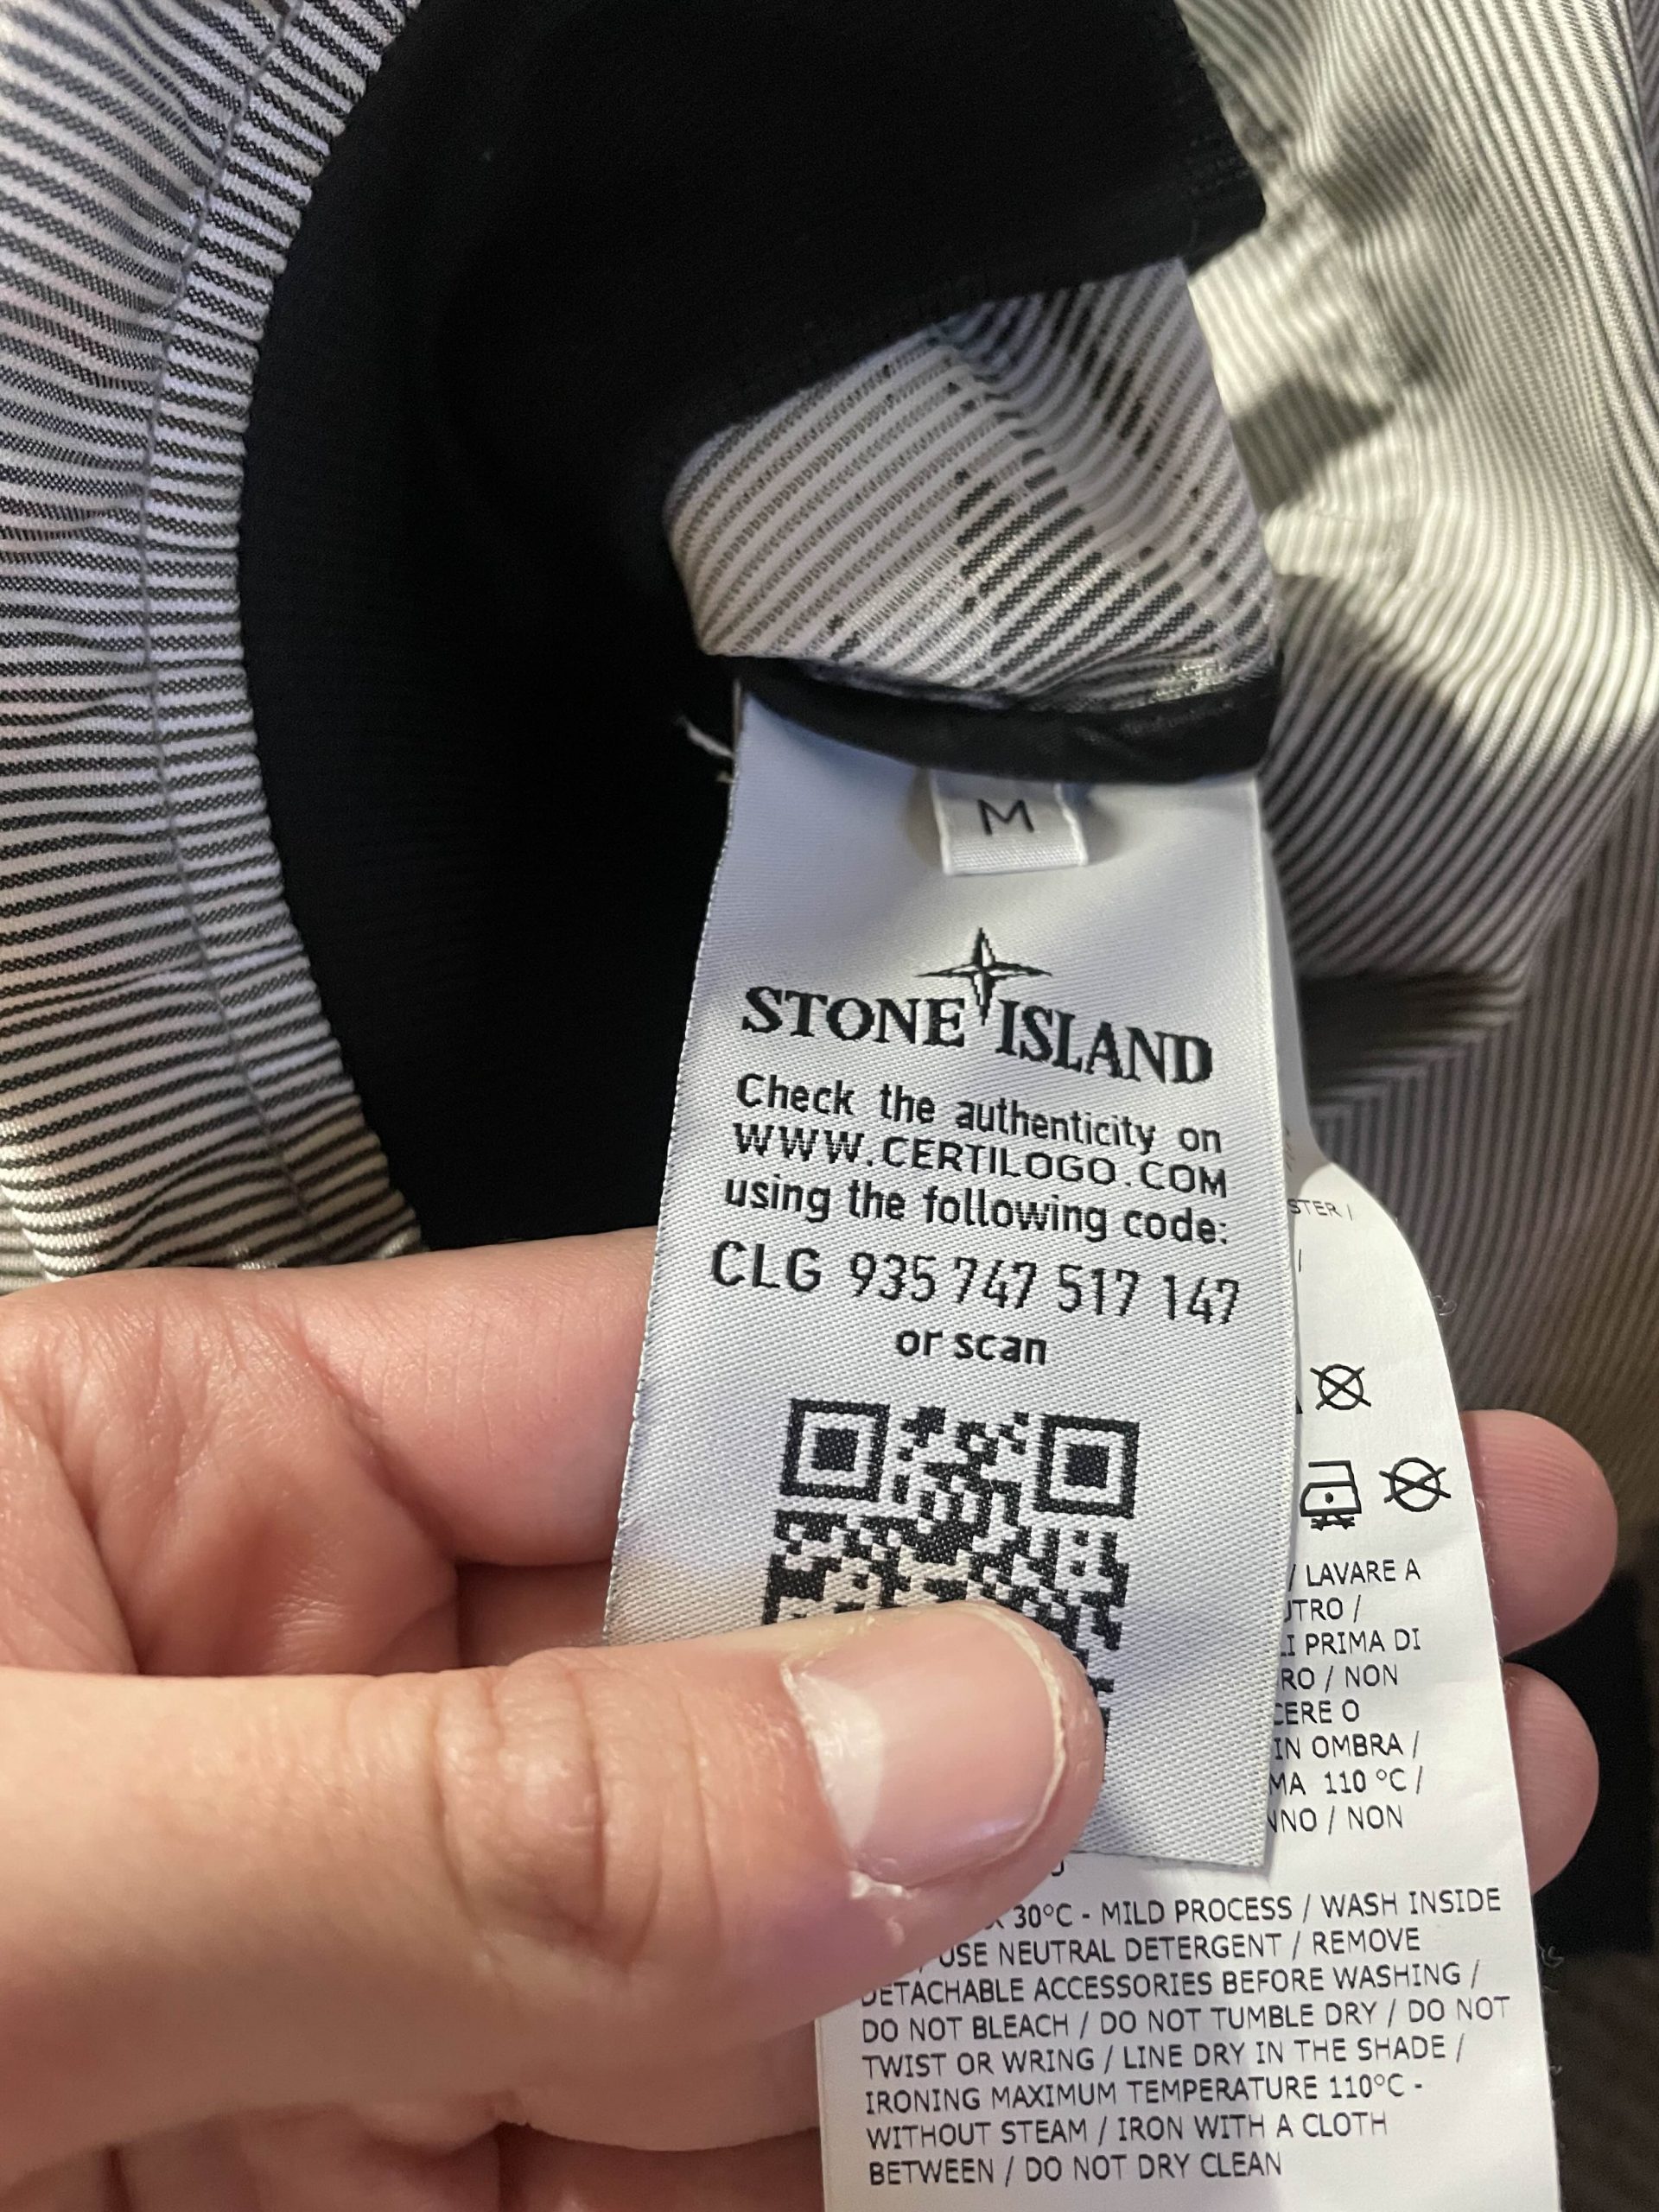 M
STONE ISLAND
Check the authenticity on
WWW.CERTILOGO.COM
using the following code:
CLG 935 747 517 147
or scan
/ LAVARE A
/
PRIMA DI
/ NON
O
IN OMBRA /
110 °C /
/ NON
30°C - MILD PROCESS / WASH INSIDE
USE NEUTRAL DETERGENT / REMOVE
DETACHABLE ACCESSORIES BEFORE WASHING /
DO NOT BLEACH / DO NOT TUMBLE DRY / DO NOT
TWIST OR WRING / LINE DRY IN THE SHADE /
IRONING MAXIMUM TEMPERATURE 110°C -
WITHOUT STEAM / IRON WITH A CLOTH
BETWEEN / DO NOT DRY CLEAN